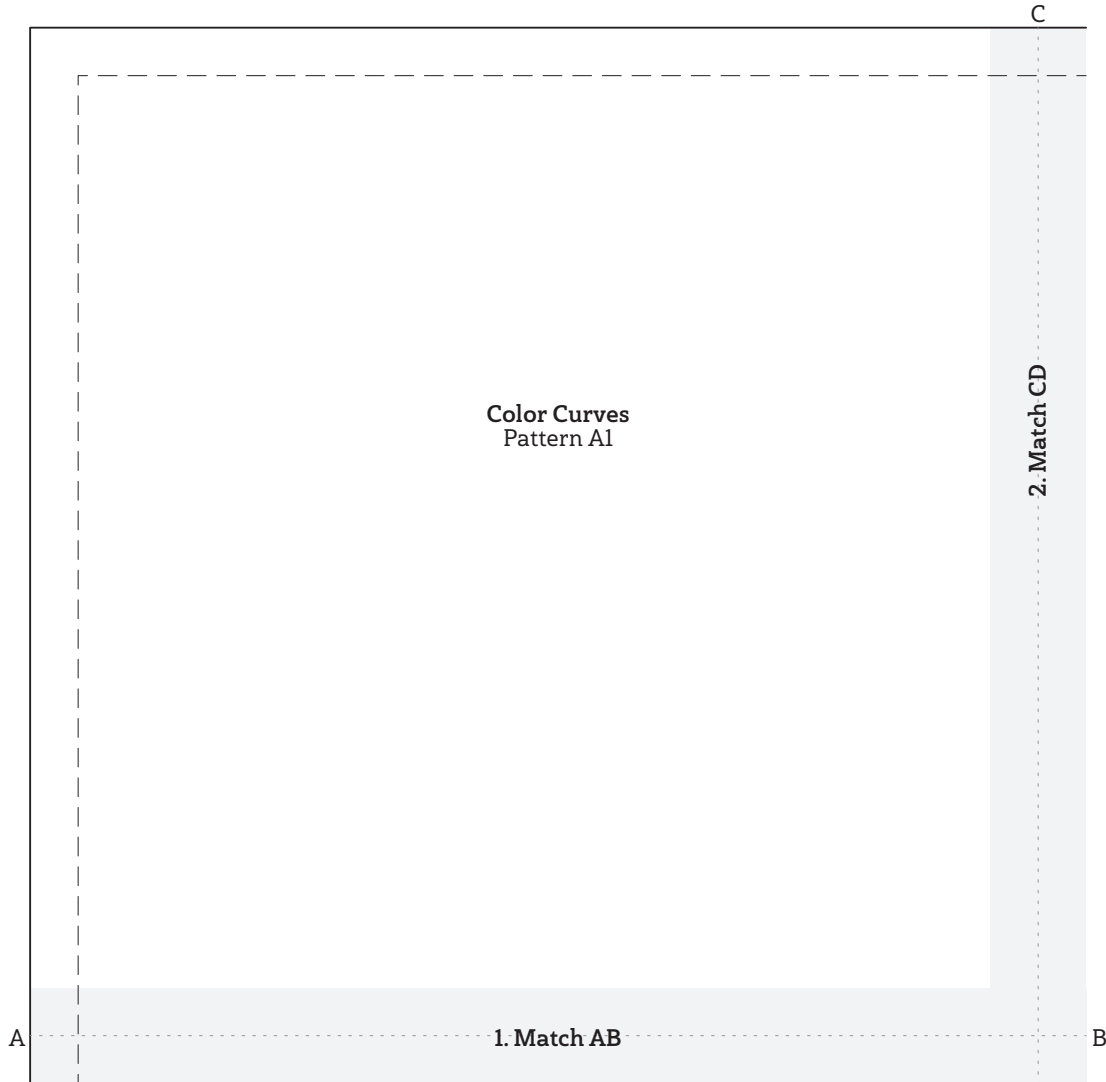 C
Color Curves
Pattern A1
2. Match CD
A
1. Match AB
B